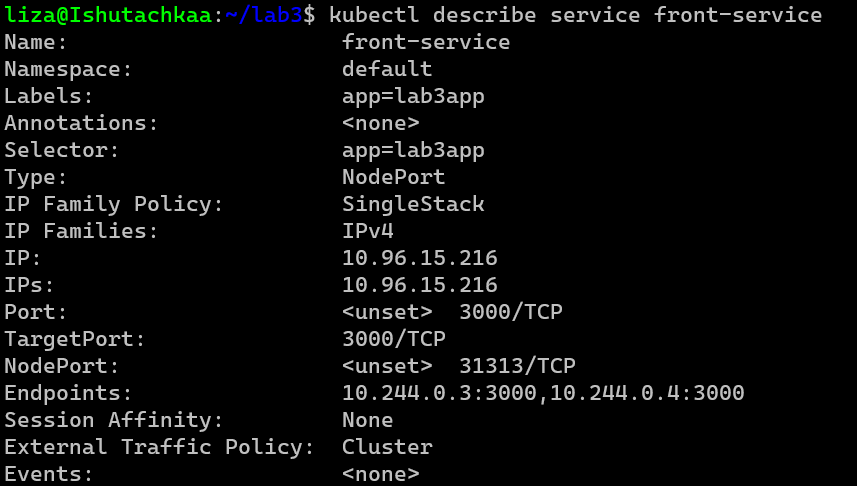 liza@Ishutachkaa:~/lab3$ kubectl describe service front-service
Name:                     front-service
Namespace:                default
Labels:                   app=lab3app
Annotations:              <none>
Selector:                 app=lab3app
Type:                     NodePort
IP Family Policy:         SingleStack
IP Families:              IPv4
IP:                       10.96.15.216
IPs:                      10.96.15.216
Port:                     <unset>  3000/TCP
TargetPort:               3000/TCP
NodePort:                 <unset>  31313/TCP
Endpoints:                10.244.0.3:3000,10.244.0.4:3000
Session Affinity:         None
External Traffic Policy:  Cluster
Events:                   <none>